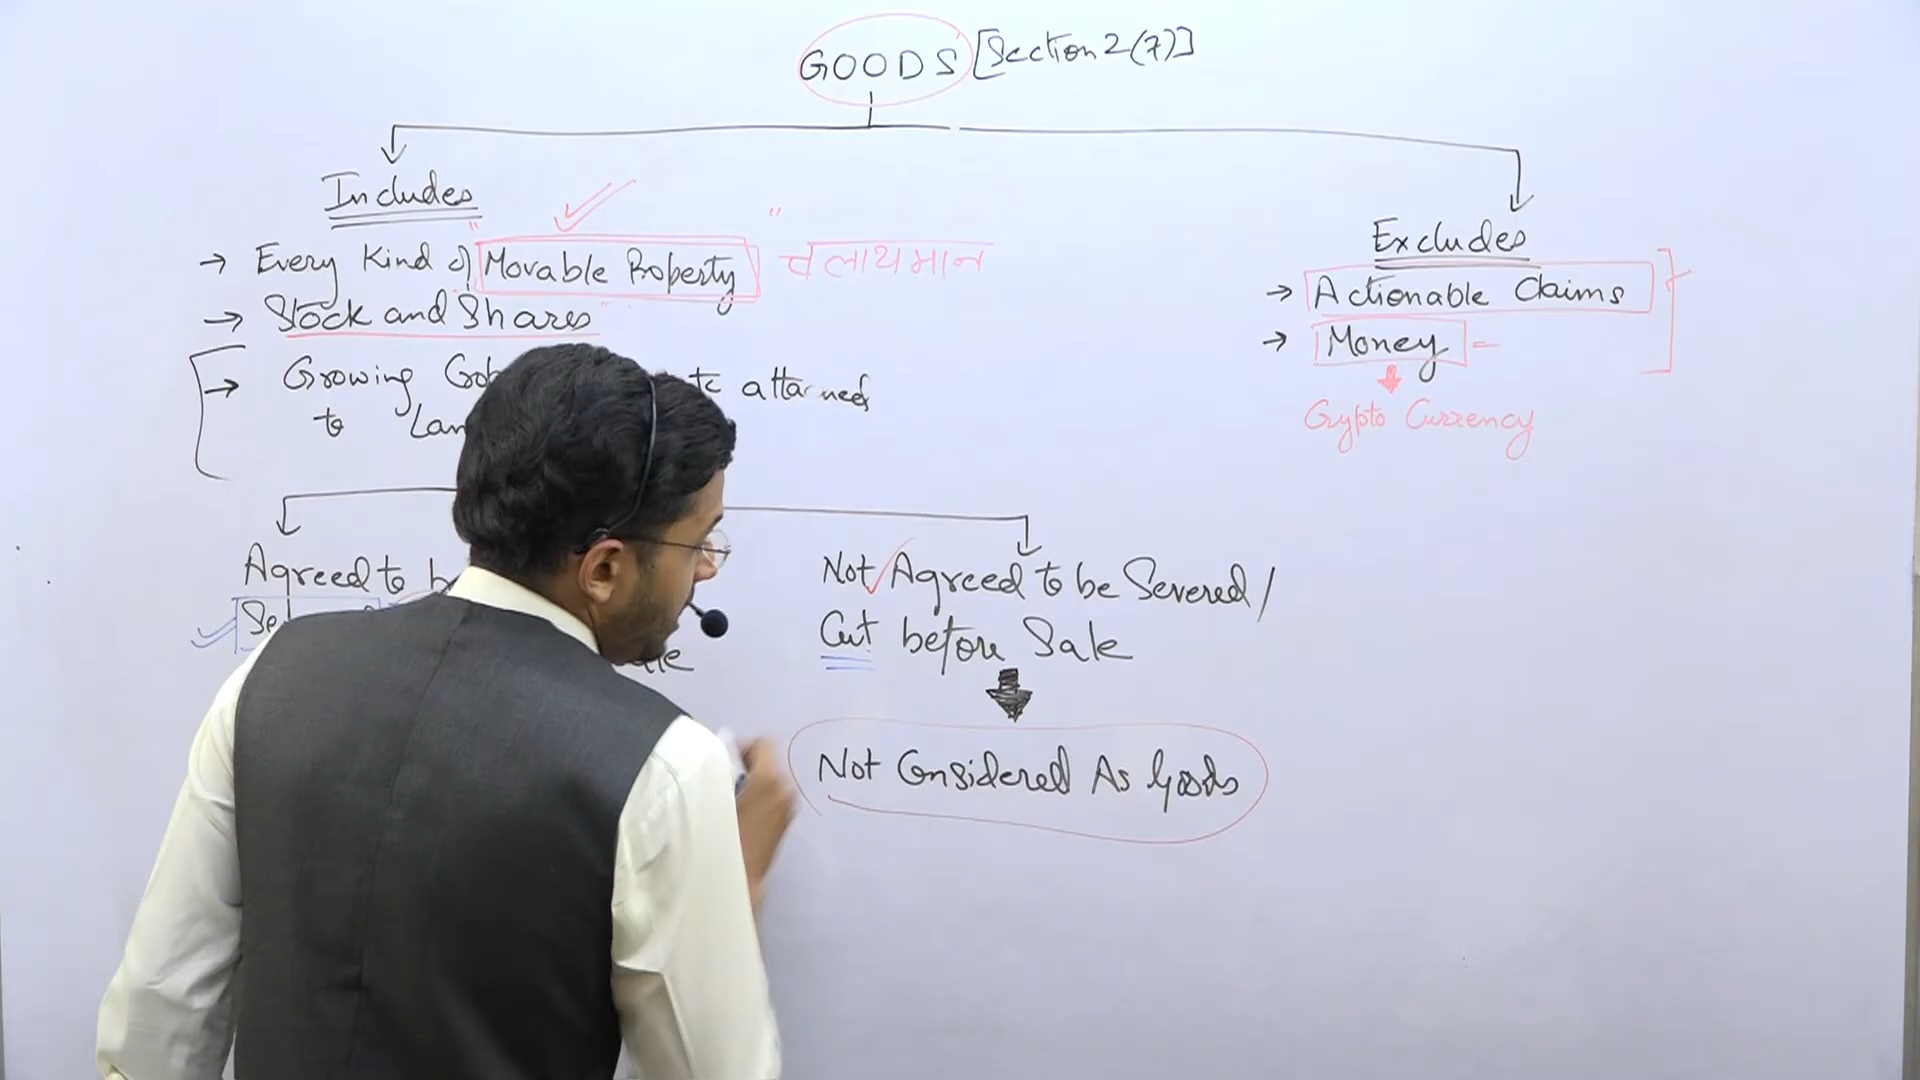 GOODS [Section 2(7)]
Includes
→ Every Kind of "Movable Property" चलायमान
→ Stock and Shares
→ Growing attached
to
Excludes
→ Actionable Claims
→ Money
Crypto Currency
Agreed to
Not Agreed to be Severed/
Cut before Sale
Not Considered As Goods